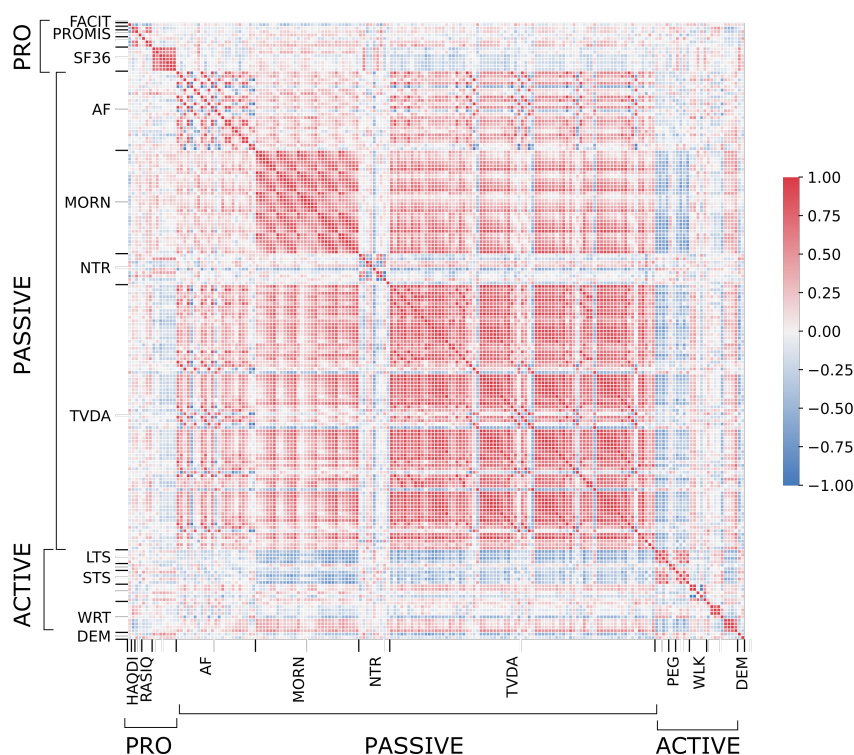 FACIT
PROMIS
SF36
AF
MORN
NTR
TVDA
LTS
STS
WRT
DEM
PRO
PASSIVE
ACTIVE
1.00
0.75
0.50
0.25
0.00
−0.25
−0.50
−0.75
−1.00
HAQDI
RASIQ
AF
MORN
NTR
TVDA
PEG
WLK
DEM
PRO
PASSIVE
ACTIVE